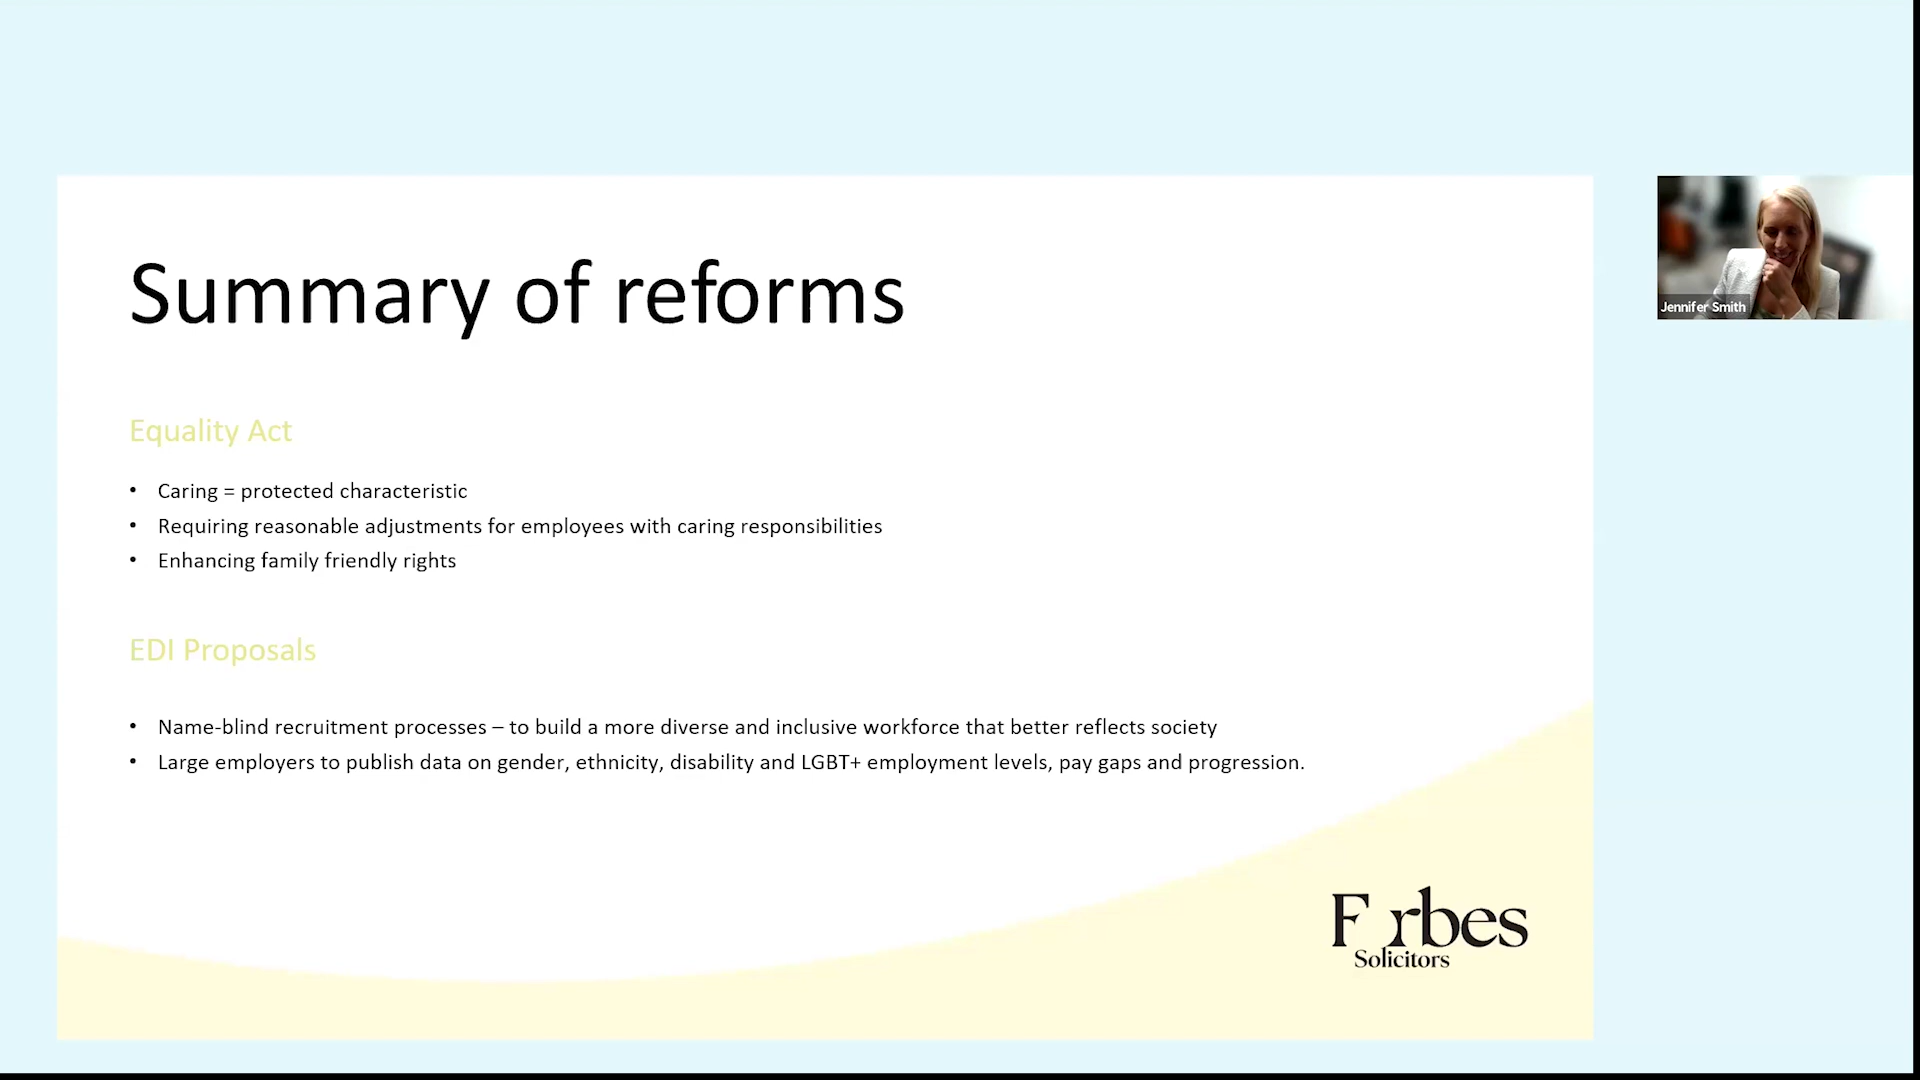 Summary of reforms
Jennifer Smith
Equality Act
• Caring = protected characteristic
• Requiring reasonable adjustments for employees with caring responsibilities
• Enhancing family friendly rights
EDI Proposals
• Name-blind recruitment processes – to build a more diverse and inclusive workforce that better reflects society
• Large employers to publish data on gender, ethnicity, disability and LGBT+ employment levels, pay gaps and progression.
F rbes
Solicitors